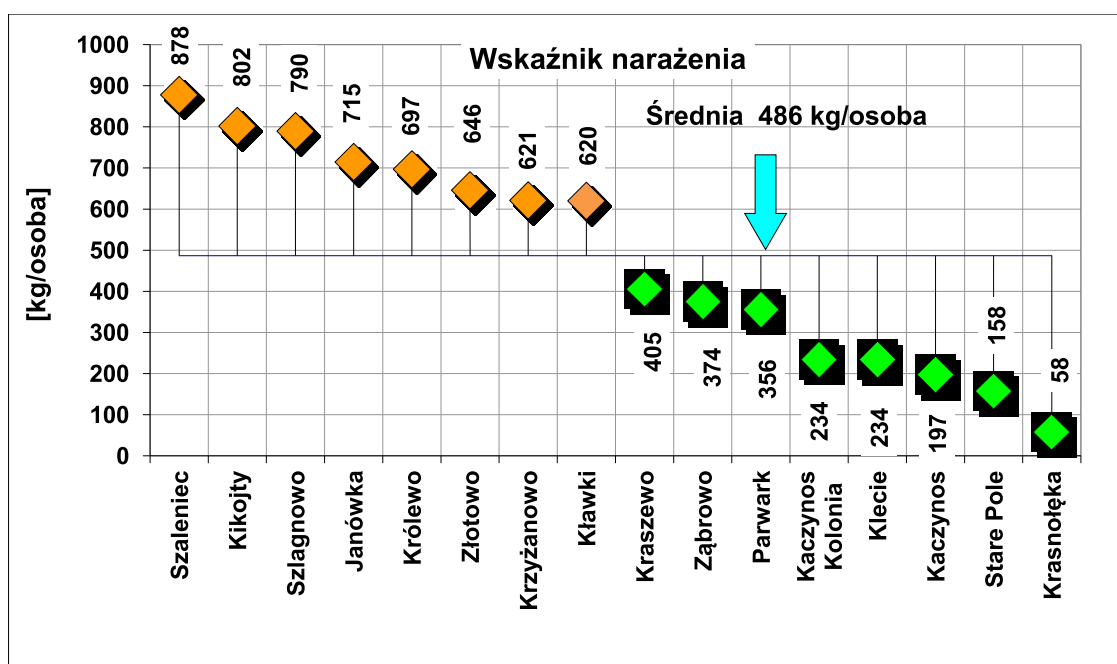 Wskaźnik narażenia
Średnia 486 kg/osoba
[kg/osoba]
1000
900
800
700
600
500
400
300
200
100
0
878
802
790
715
697
646
621
620
405
374
356
234
234
197
158
58
Szaleniec
Kikojty
Szlagnowo
Janówka
Królewo
Złotowo
Krzyżanowo
Kławki
Kraszewo
Ząbrowo
Parwark
Kaczynos
Kolonia
Klecie
Kaczynos
Stare Pole
Krasnołęka